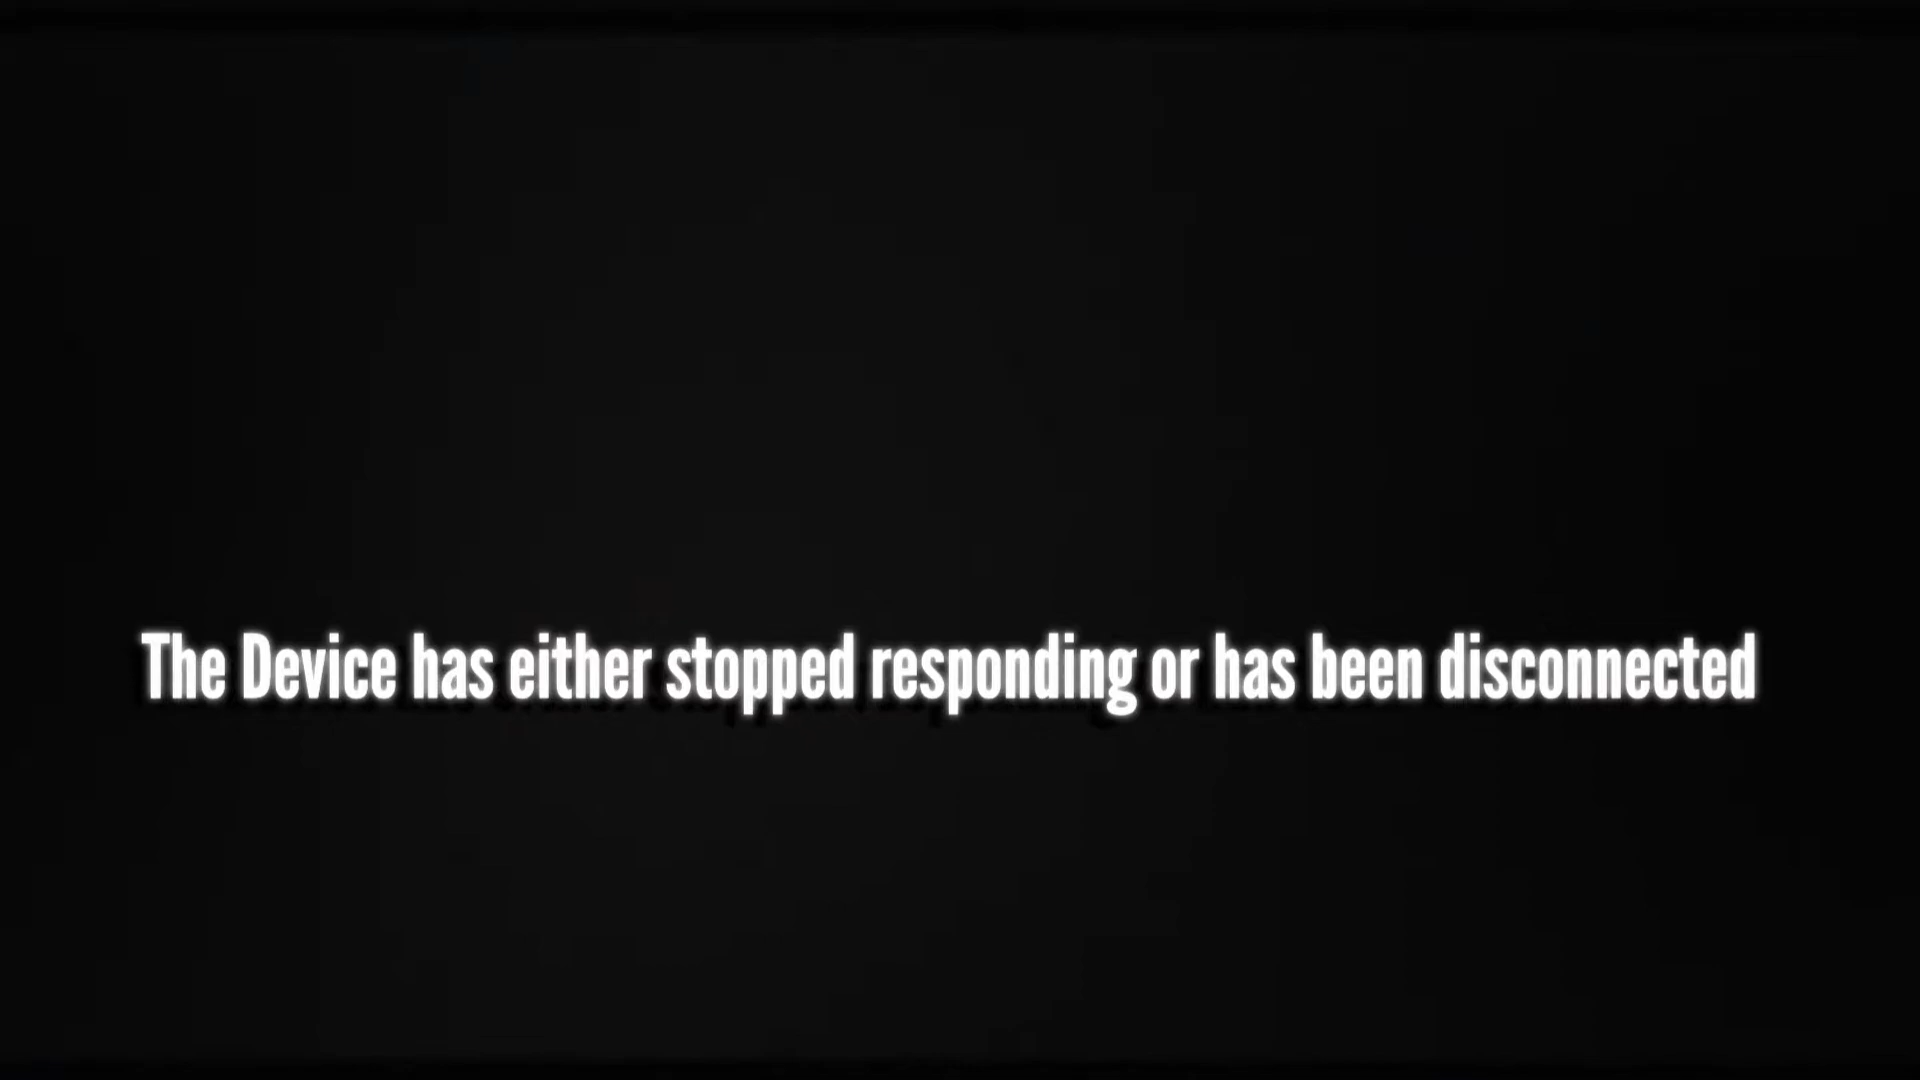 The Device has either stopped responding or has been disconnected